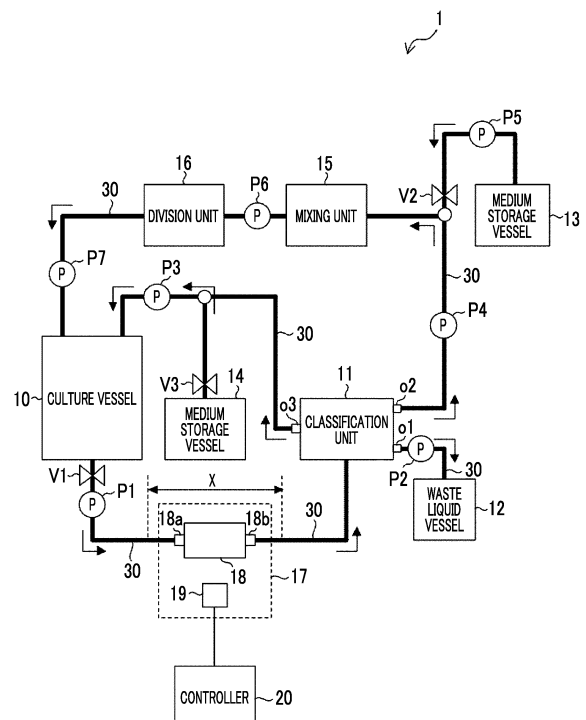 1
P5
P
16
15
V2
30
P6
DIVISION UNIT
P
MIXING UNIT
MEDIUM
STORAGE
VESSEL
13
P7
P
P3
P
30
P4
P
30
10
CULTURE VESSEL
V3
14
MEDIUM
STORAGE
VESSEL
11
o3
CLASSIFICATION
UNIT
o2
o1
P
P2
30
V1
P1
P
X
WASTE
LIQUID
VESSEL
12
18a
18b
30
30
18
17
19
CONTROLLER
20